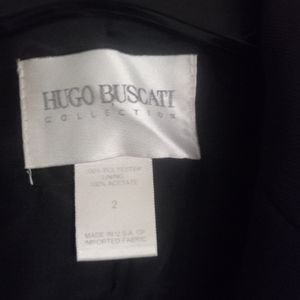 HUGO BUSCATI
COLLECTION
100% POLYESTER
LINING
100% ACETATE
2
MADE IN U.S.A. OF
IMPORTED FABRIC